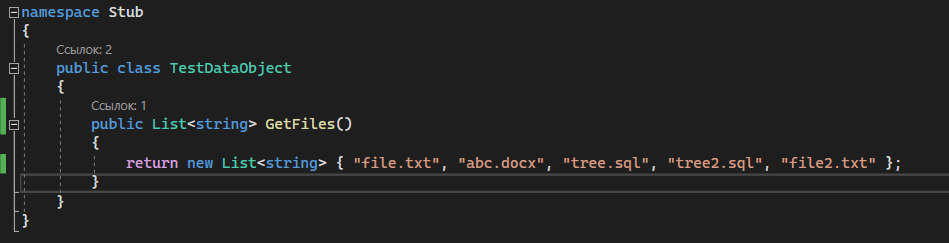 namespace Stub
{
Ссылок: 2
public class TestDataObject
{
Ссылок: 1
public List<string> GetFiles()
{
return new List<string> { "file.txt", "abc.docx", "tree.sql", "tree2.sql", "file2.txt" };
}
}
}